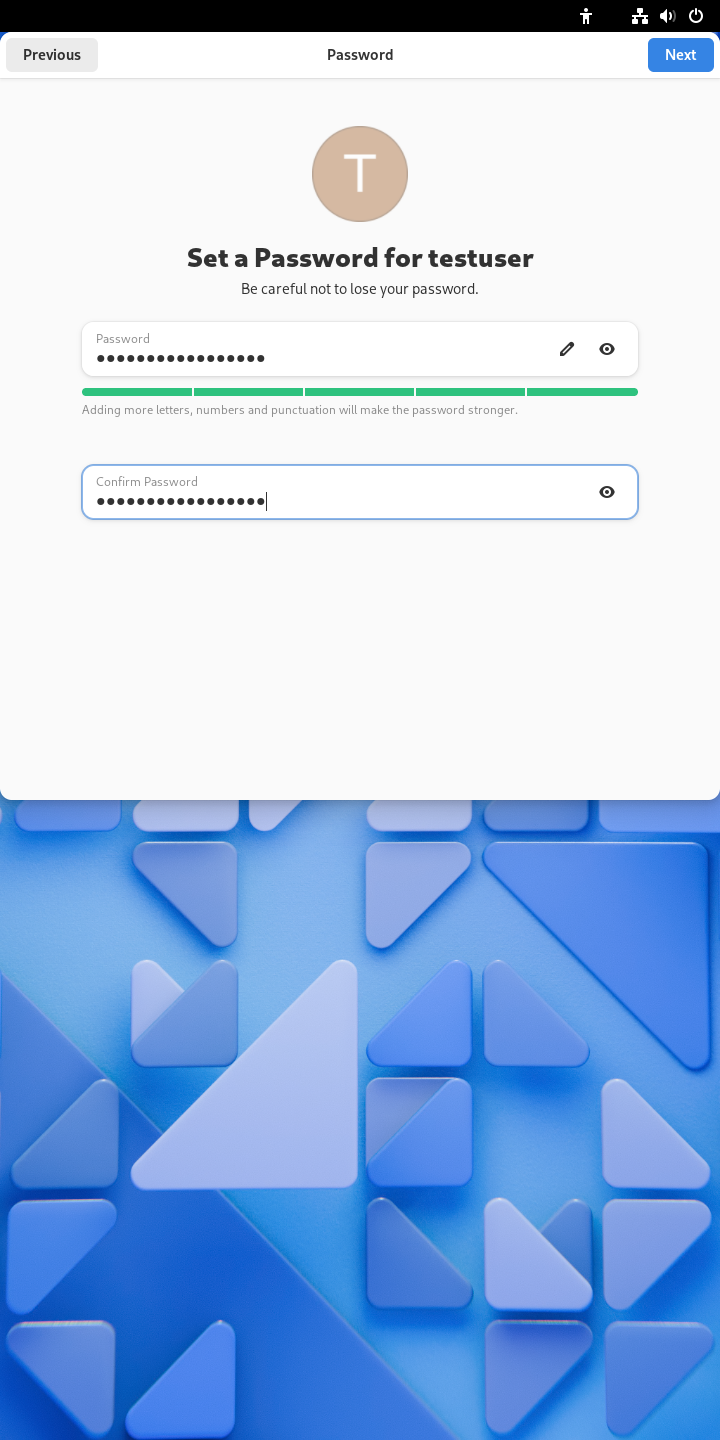 Previous
Password
Next
T
Set a Password for testuser
Be careful not to lose your password.
Password
●●●●●●●●●●●●●●●●●
Adding more letters, numbers and punctuation will make the password stronger.
Confirm Password
●●●●●●●●●●●●●●●●●